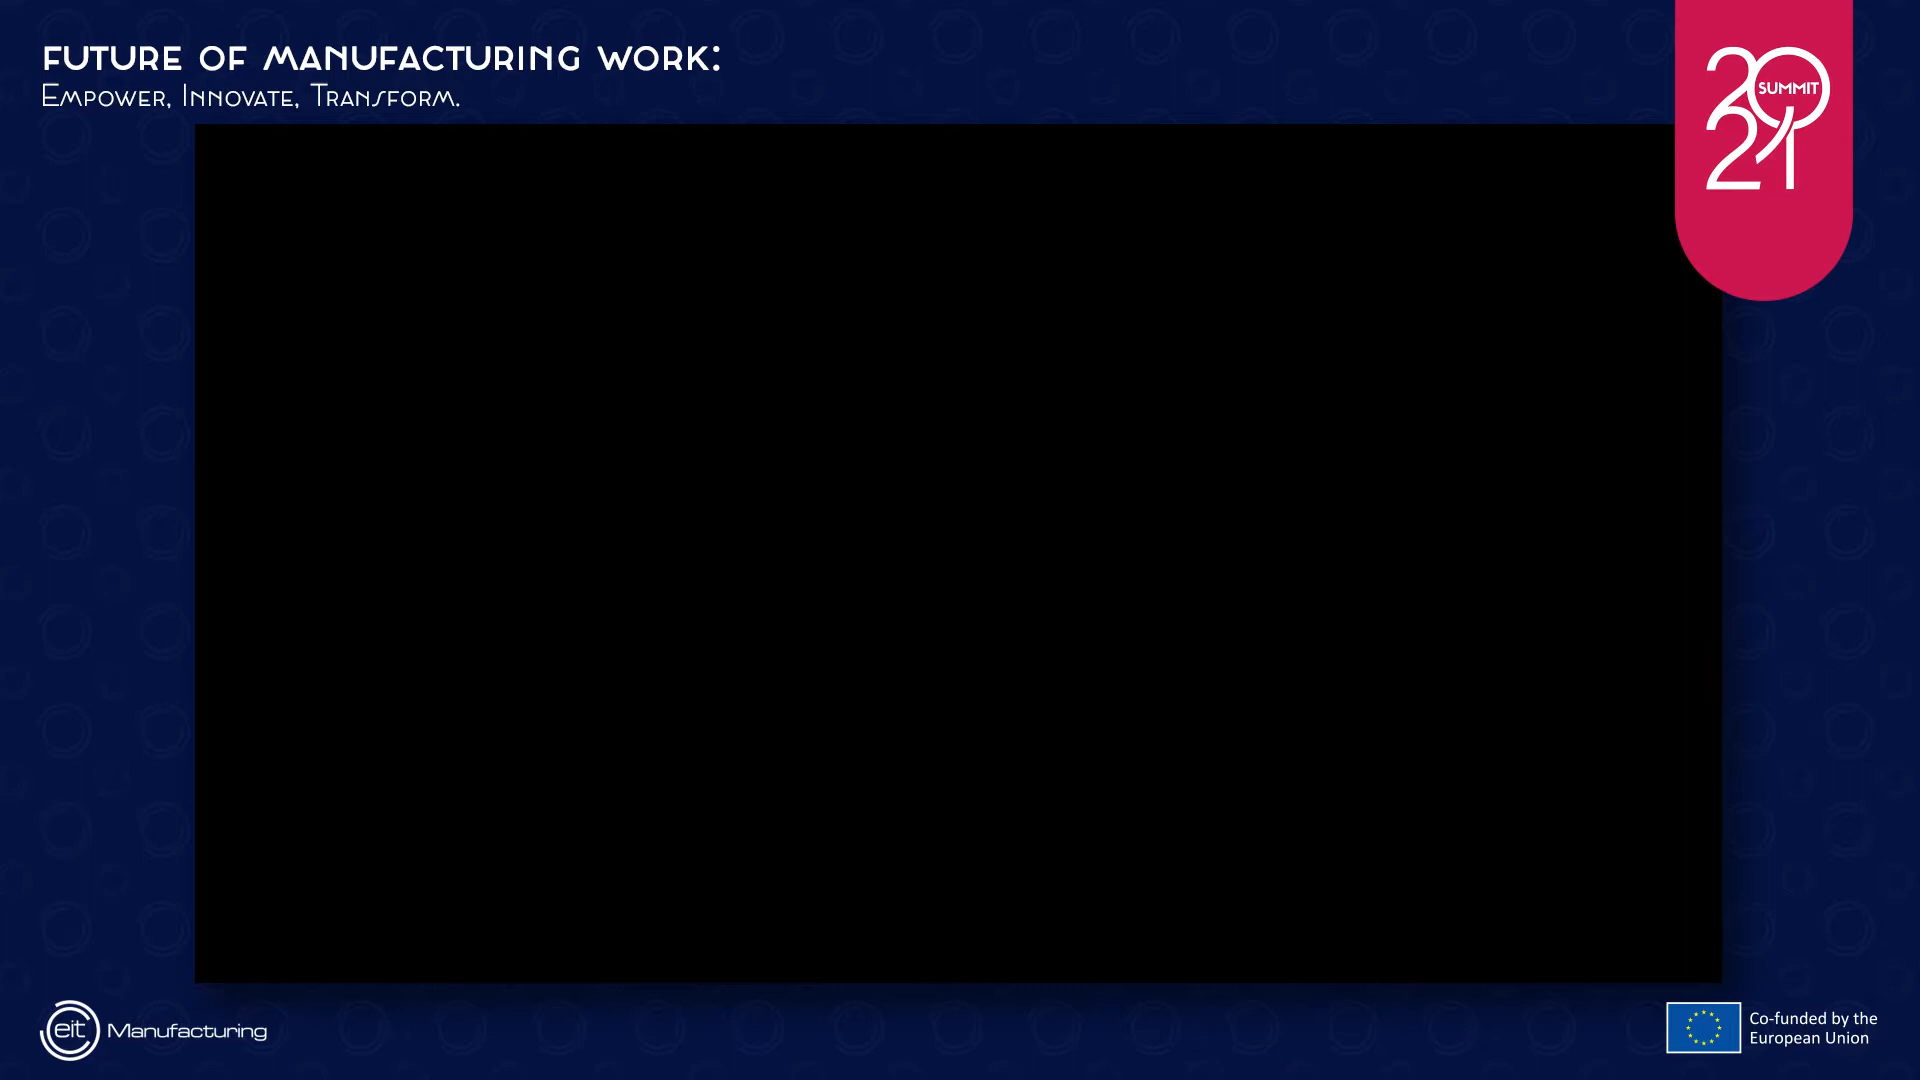 FUTURE OF MANUFACTURING WORK:
EMPOWER, INNOVATE, TRANSFORM.
20
SUMMIT
21
eit Manufacturing
Co-funded by the
European Union